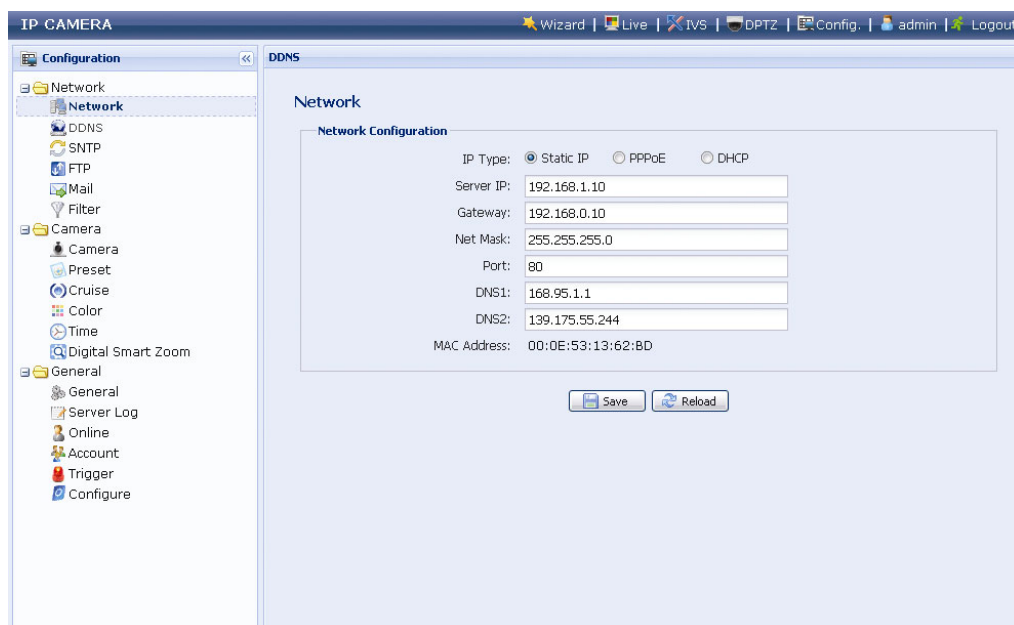 IP CAMERA
Wizard | Live | IVS | DPTZ | Config. | admin | Logout
Configuration
DDNS
Network
Network
DDNS
SNTP
FTP
Mail
Filter
Camera
Camera
Preset
Cruise
Color
Time
Digital Smart Zoom
General
General
Server Log
Online
Account
Trigger
Configure
Network
Network Configuration
IP Type: Static IP PPPoE DHCP
Server IP: 192.168.1.10
Gateway: 192.168.0.10
Net Mask: 255.255.255.0
Port: 80
DNS1: 168.95.1.1
DNS2: 139.175.55.244
MAC Address: 00:0E:53:13:62:BD
Save Reload